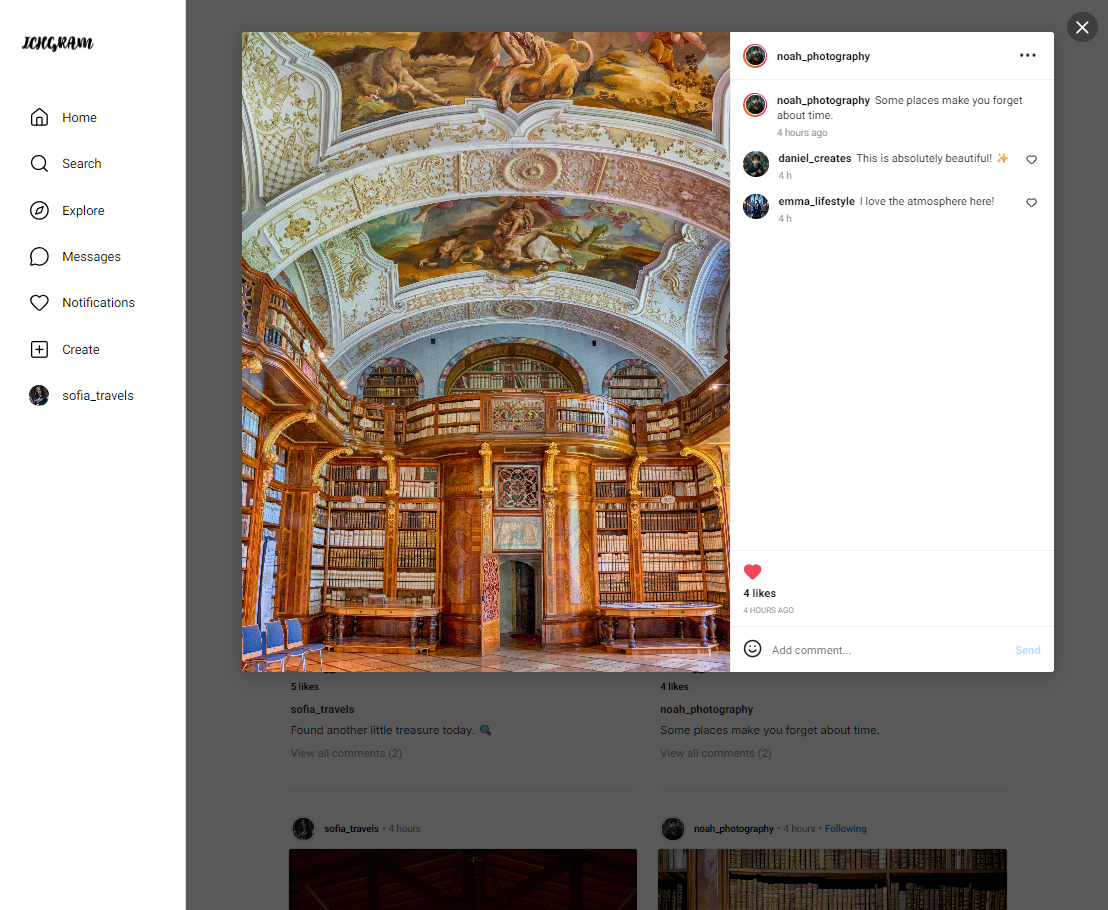 ICHGRAM
Home
Search
Explore
Messages
Notifications
Create
sofia_travels
noah_photography
noah_photography Some places make you forget
about time.
4 hours ago
daniel_creates This is absolutely beautiful! ✨
4 h
emma_lifestyle I love the atmosphere here!
4 h
4 likes
4 HOURS AGO
Add comment...
Send
5 likes
sofia_travels
Found another little treasure today. 🔍
View all comments (2)
4 likes
noah_photography
Some places make you forget about time.
View all comments (2)
sofia_travels • 4 hours
noah_photography • 4 hours • Following